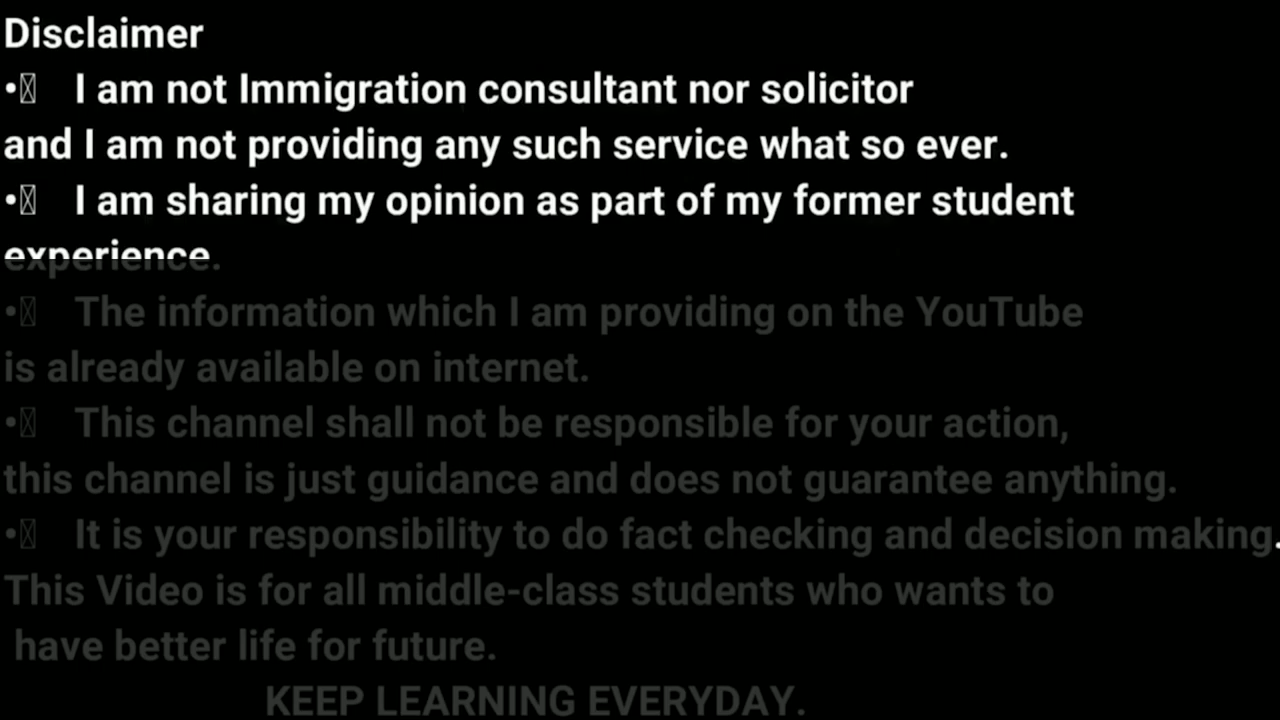 Disclaimer
•	I am not Immigration consultant nor solicitor
and I am not providing any such service what so ever.
•	I am sharing my opinion as part of my former student
experience.
•	The information which I am providing on the YouTube
is already available on internet.
•	This channel shall not be responsible for your action,
this channel is just guidance and does not guarantee anything.
•	It is your responsibility to do fact checking and decision making.
This Video is for all middle-class students who wants to
have better life for future.
KEEP LEARNING EVERYDAY.